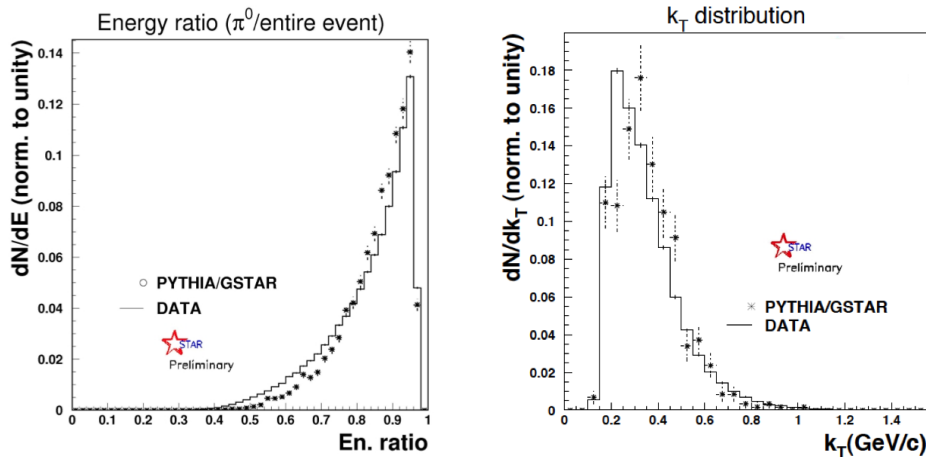 Energy ratio (π⁰/entire event)
dN/dE (norm. to unity)
0.14
0.12
0.1
0.08
0.06
0.04
0.02
0
PYTHIA/GSTAR
DATA
STAR
Preliminary
0 0.1 0.2 0.3 0.4 0.5 0.6 0.7 0.8 0.9 1
En. ratio
k_T distribution
dN/dk_T (norm. to unity)
0.18
0.16
0.14
0.12
0.1
0.08
0.06
0.04
0.02
0
STAR
Preliminary
PYTHIA/GSTAR
DATA
0 0.2 0.4 0.6 0.8 1 1.2 1.4
k_T(GeV/c)